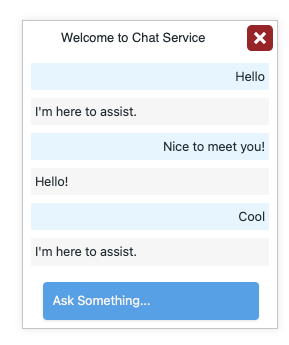 Welcome to Chat Service
Hello
I'm here to assist.
Nice to meet you!
Hello!
Cool
I'm here to assist.
Ask Something...